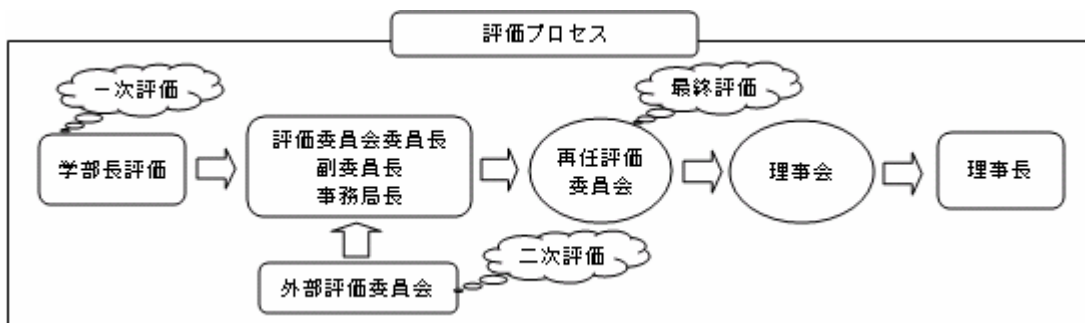 評価プロセス
一次評価
最終評価
学部長評価
評価委員会委員長
副委員長
事務局長
再任評価
委員会
理事会
理事長
二次評価
外部評価委員会